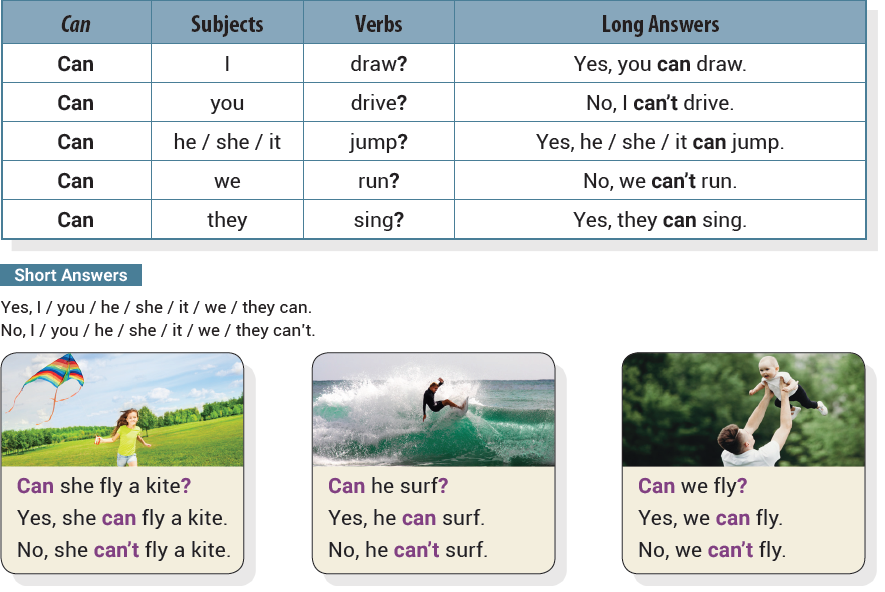 Can Subjects Verbs Long Answers
Can I draw? Yes, you can draw.
Can you drive? No, I can’t drive.
Can he / she / it jump? Yes, he / she / it can jump.
Can we run? No, we can’t run.
Can they sing? Yes, they can sing.
Short Answers
Yes, I / you / he / she / it / we / they can.
No, I / you / he / she / it / we / they can’t.
Can she fly a kite?
Yes, she can fly a kite.
No, she can’t fly a kite.
Can he surf?
Yes, he can surf.
No, he can’t surf.
Can we fly?
Yes, we can fly.
No, we can’t fly.